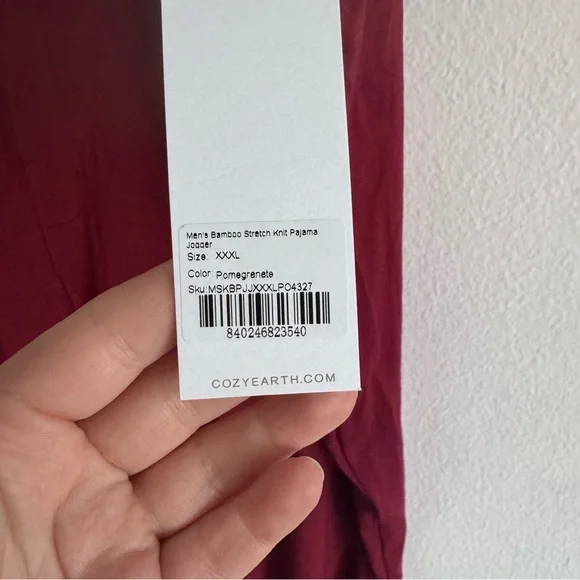 Men's Bamboo Stretch Knit Pajama
Jogger
Size: XXXL
Color: Pomegranate
Sku:MSKBPJJXXXLPO4327
840246823540
COZYEARTH.COM